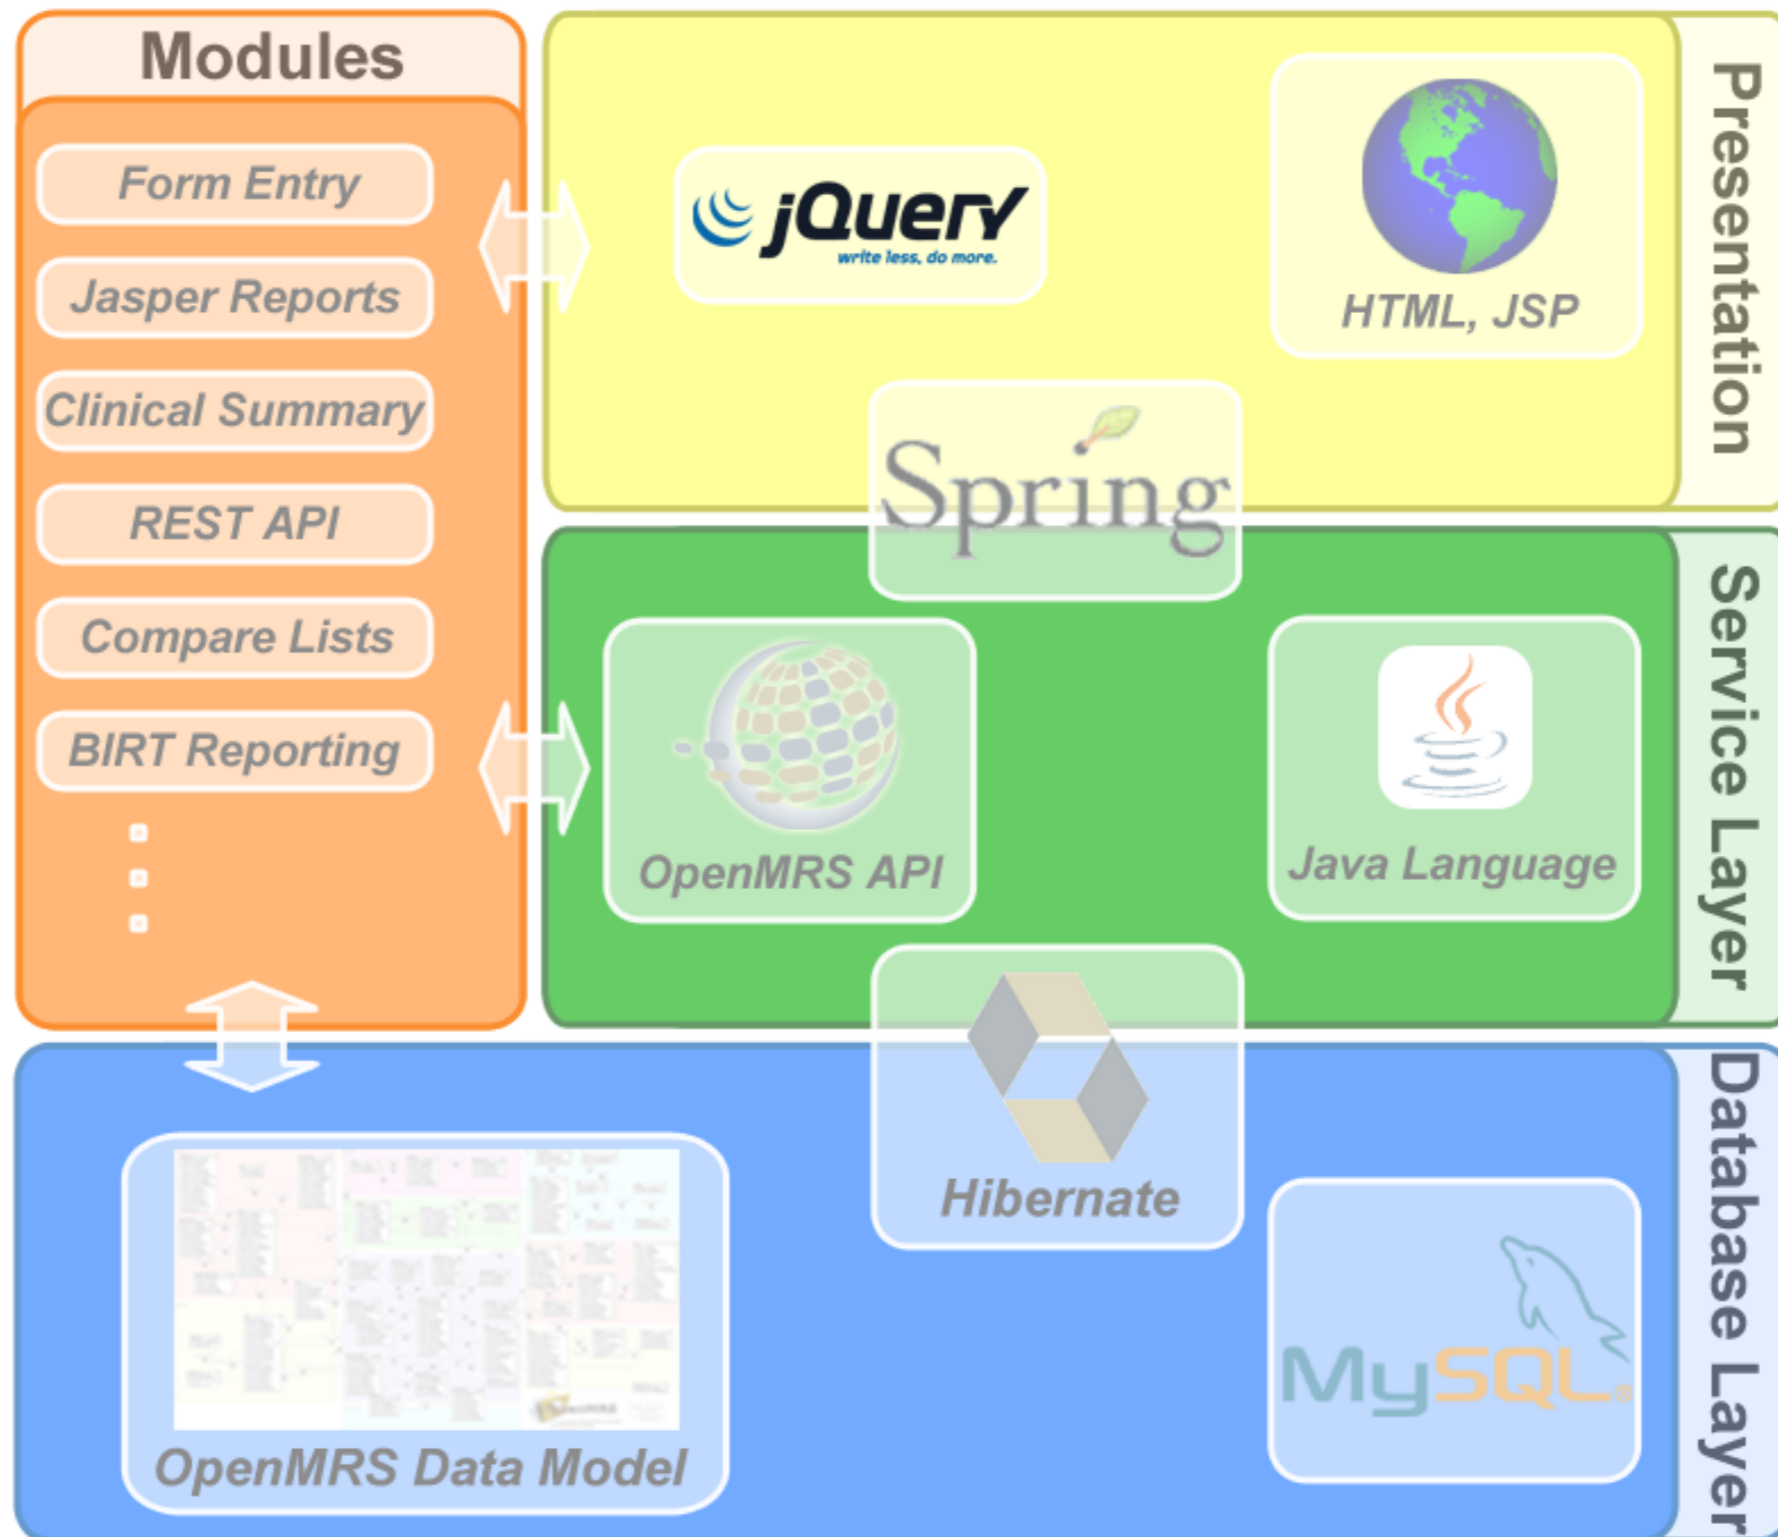 Modules
Form Entry
Jasper Reports
Clinical Summary
REST API
Compare Lists
BIRT Reporting
Presentation
jQuery
write less, do more.
HTML, JSP
Spring
Service Layer
OpenMRS API
Java Language
Database Layer
Hibernate
OpenMRS Data Model
MySQL®